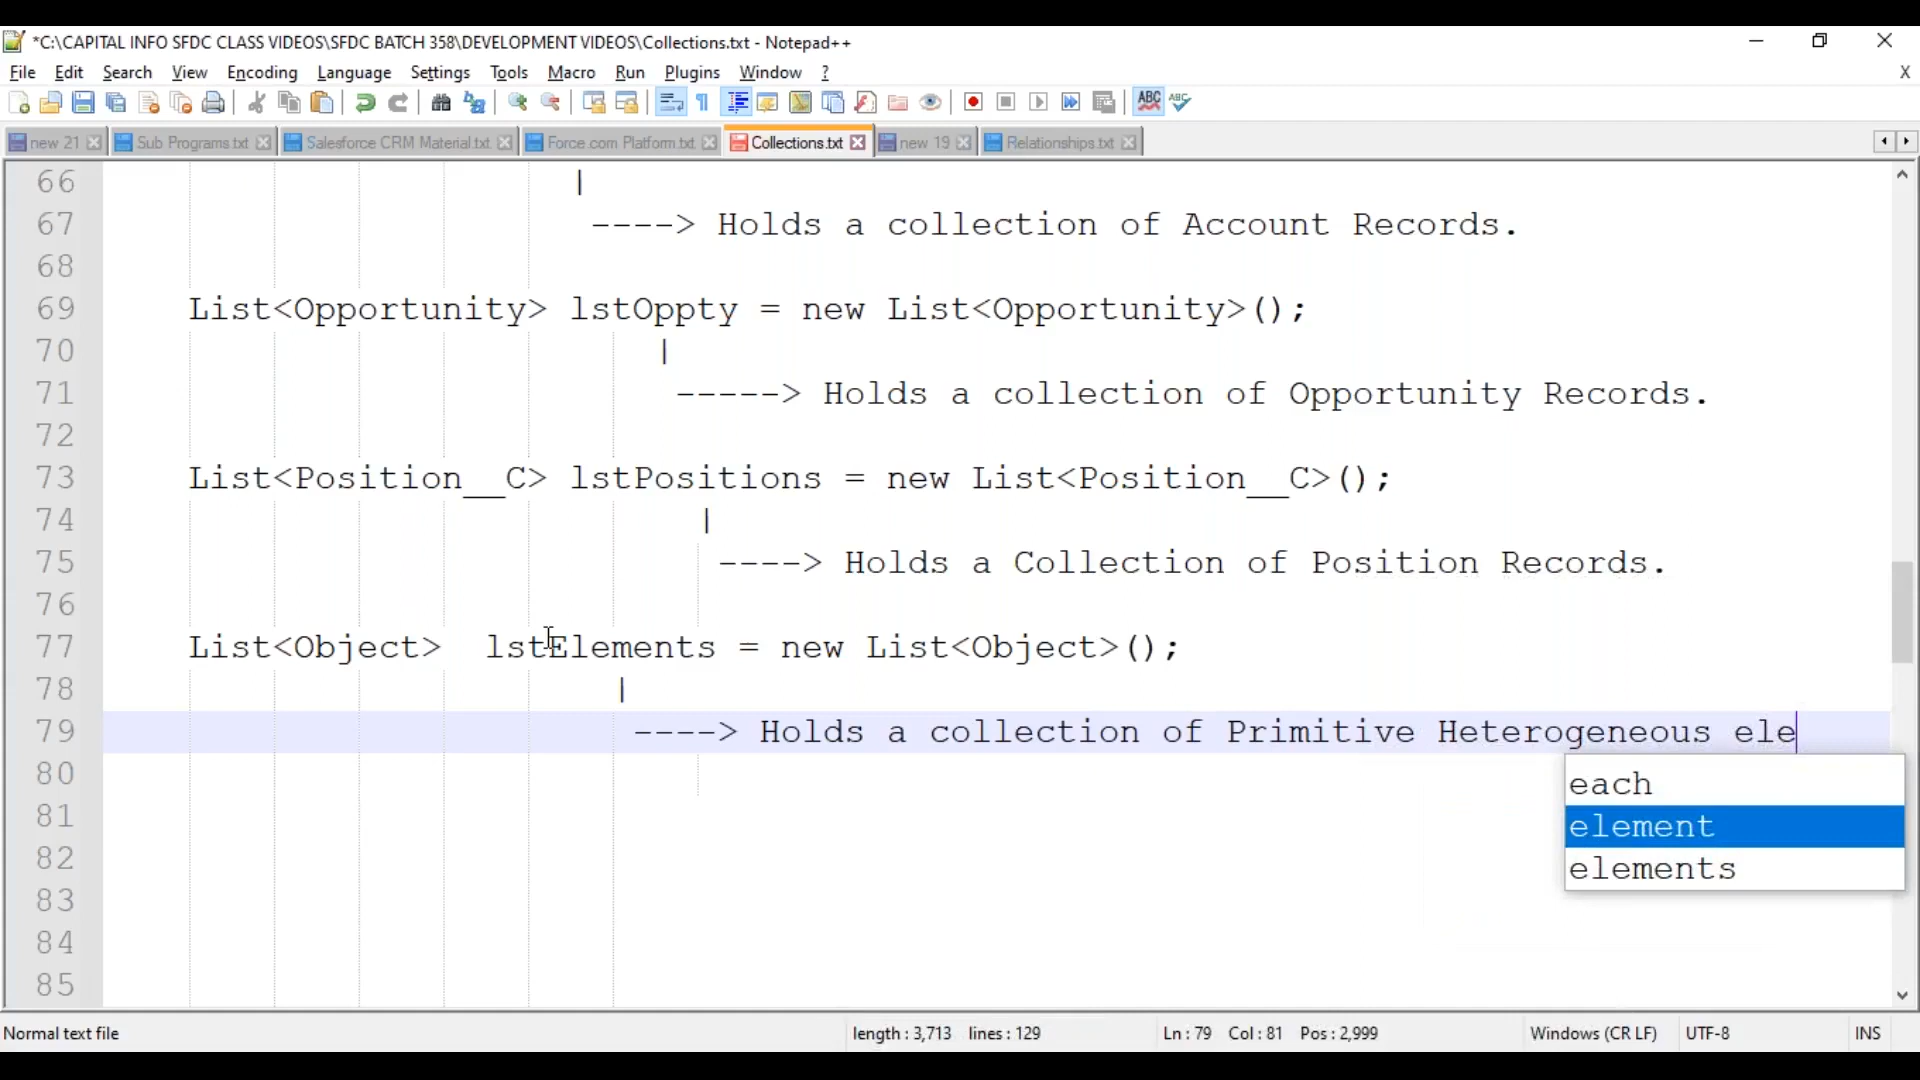 *C:\CAPITAL INFO SFDC CLASS VIDEOS\SFDC BATCH 358\DEVELOPMENT VIDEOS\Collections.txt - Notepad++
File Edit Search View Encoding Language Settings Tools Macro Run Plugins Window ? X
new 21 Sub Programs.txt Salesforce CRM Material.txt Force.com Platform.txt Collections.txt new 19 Relationships.txt
66 |
67 ----> Holds a collection of Account Records.
68
69 List<Opportunity> lstOppty = new List<Opportunity>();
70 |
71 -----> Holds a collection of Opportunity Records.
72
73 List<Position__C> lstPositions = new List<Position__C>();
74 |
75 ----> Holds a Collection of Position Records.
76
77 List<Object>  lstElements = new List<Object>();
78 |
79 ----> Holds a collection of Primitive Heterogeneous ele
80
each
81
element
82
elements
83
84
85
Normal text file length : 3,713 lines : 129 Ln : 79 Col : 81 Pos : 2,999 Windows (CR LF) UTF-8 INS